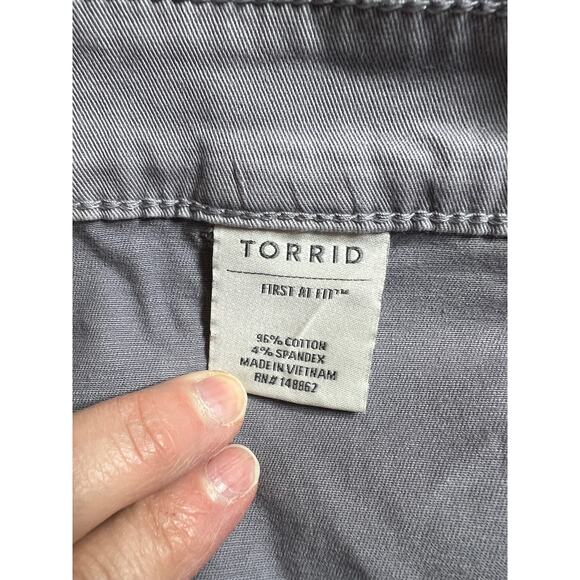 TORRID
FIRST AT FIT™
96% COTTON
4% SPANDEX
MADE IN VIETNAM
RN# 148862